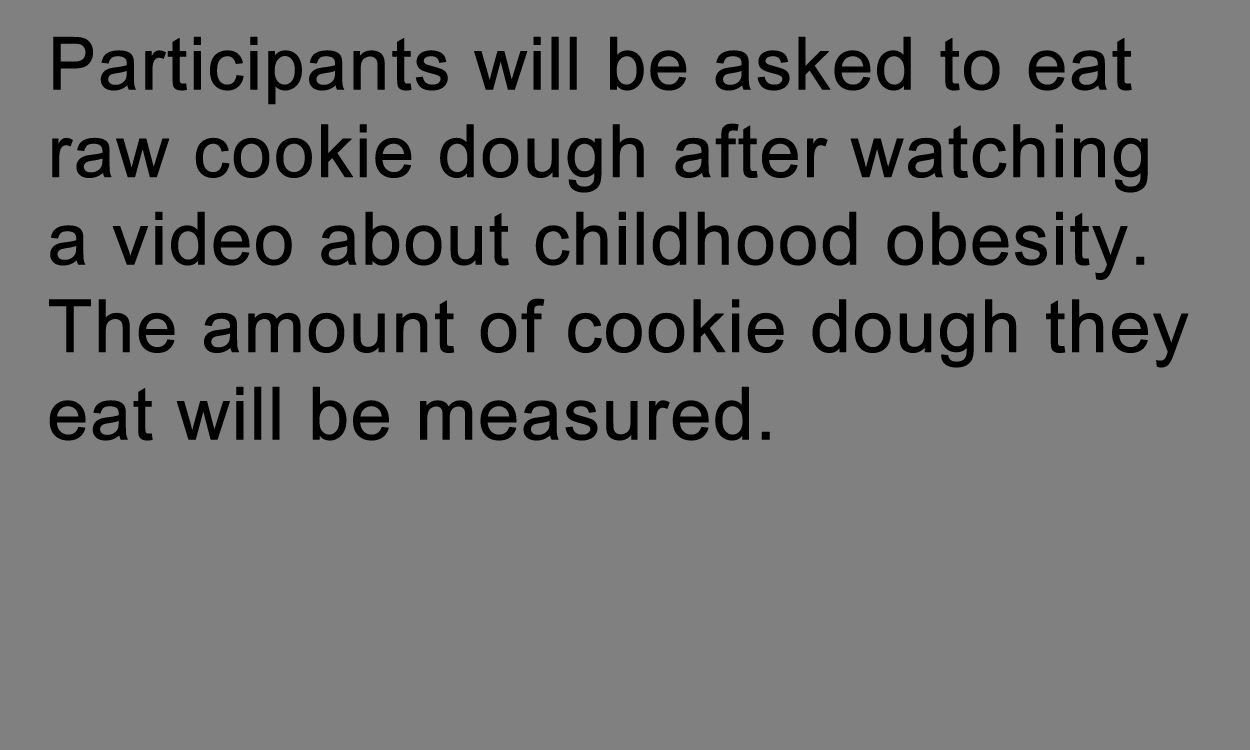 Participants will be asked to eat
raw cookie dough after watching
a video about childhood obesity.
The amount of cookie dough they
eat will be measured.